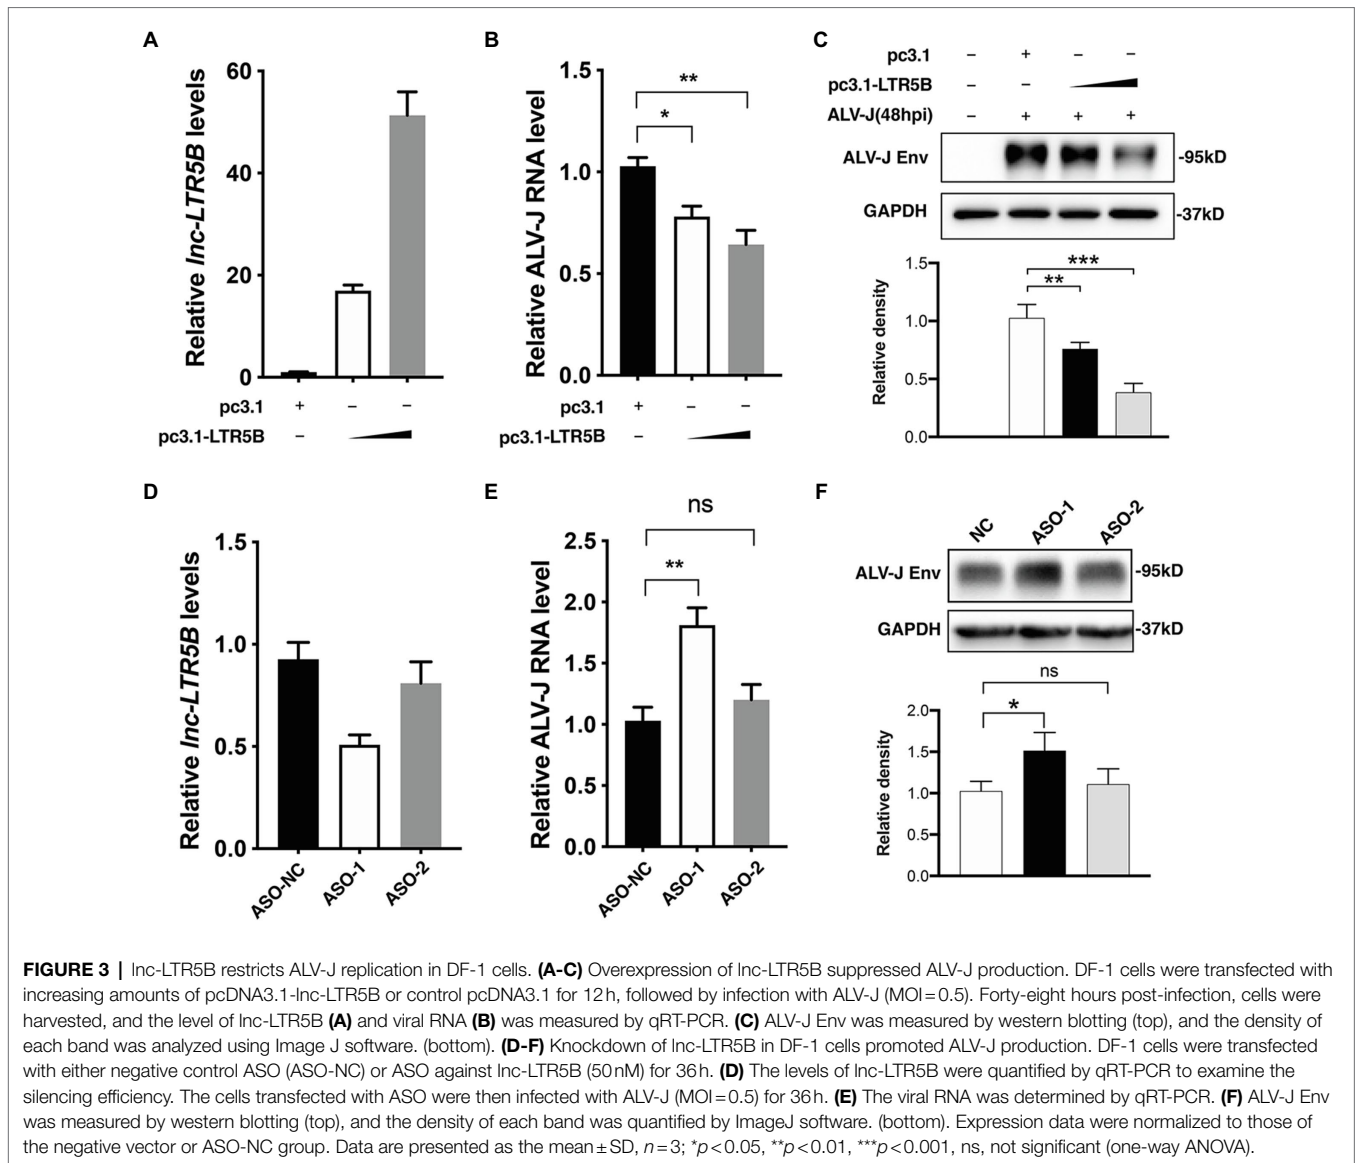 A
Relative lnc-LTR5B levels
60
40
20
0
pc3.1 + – –
pc3.1-LTR5B –
B
Relative ALV-J RNA level
1.5
1.0
0.5
0.0
*
**
pc3.1 + – –
pc3.1-LTR5B –
C
pc3.1 – + – –
pc3.1-LTR5B – –
ALV-J(48hpi) – + + +
ALV-J Env -95kD
GAPDH -37kD
Relative density
1.5
1.0
0.5
0.0
***
**
D
Relative lnc-LTR5B levels
1.5
1.0
0.5
0.0
ASO-NC ASO-1 ASO-2
E
Relative ALV-J RNA level
2.5
2.0
1.5
1.0
0.5
0.0
ns
**
ASO-NC ASO-1 ASO-2
F
NC ASO-1 ASO-2
ALV-J Env -95kD
GAPDH -37kD
Relative density
2.0
1.5
1.0
0.5
0.0
ns
*
FIGURE 3 | lnc-LTR5B restricts ALV-J replication in DF-1 cells. (A-C) Overexpression of lnc-LTR5B suppressed ALV-J production. DF-1 cells were transfected with
increasing amounts of pcDNA3.1-lnc-LTR5B or control pcDNA3.1 for 12h, followed by infection with ALV-J (MOI=0.5). Forty-eight hours post-infection, cells were
harvested, and the level of lnc-LTR5B (A) and viral RNA (B) was measured by qRT-PCR. (C) ALV-J Env was measured by western blotting (top), and the density of
each band was analyzed using Image J software. (bottom). (D-F) Knockdown of lnc-LTR5B in DF-1 cells promoted ALV-J production. DF-1 cells were transfected
with either negative control ASO (ASO-NC) or ASO against lnc-LTR5B (50nM) for 36h. (D) The levels of lnc-LTR5B were quantified by qRT-PCR to examine the
silencing efficiency. The cells transfected with ASO were then infected with ALV-J (MOI=0.5) for 36h. (E) The viral RNA was determined by qRT-PCR. (F) ALV-J Env
was measured by western blotting (top), and the density of each band was quantified by ImageJ software. (bottom). Expression data were normalized to those of
the negative vector or ASO-NC group. Data are presented as the mean±SD, n=3; *p<0.05, **p<0.01, ***p<0.001, ns, not significant (one-way ANOVA).